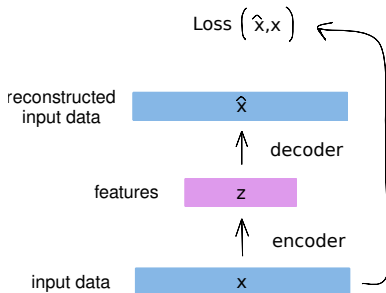 Loss (x̂,x)
reconstructed
input data
x̂
decoder
features
z
encoder
input data
x